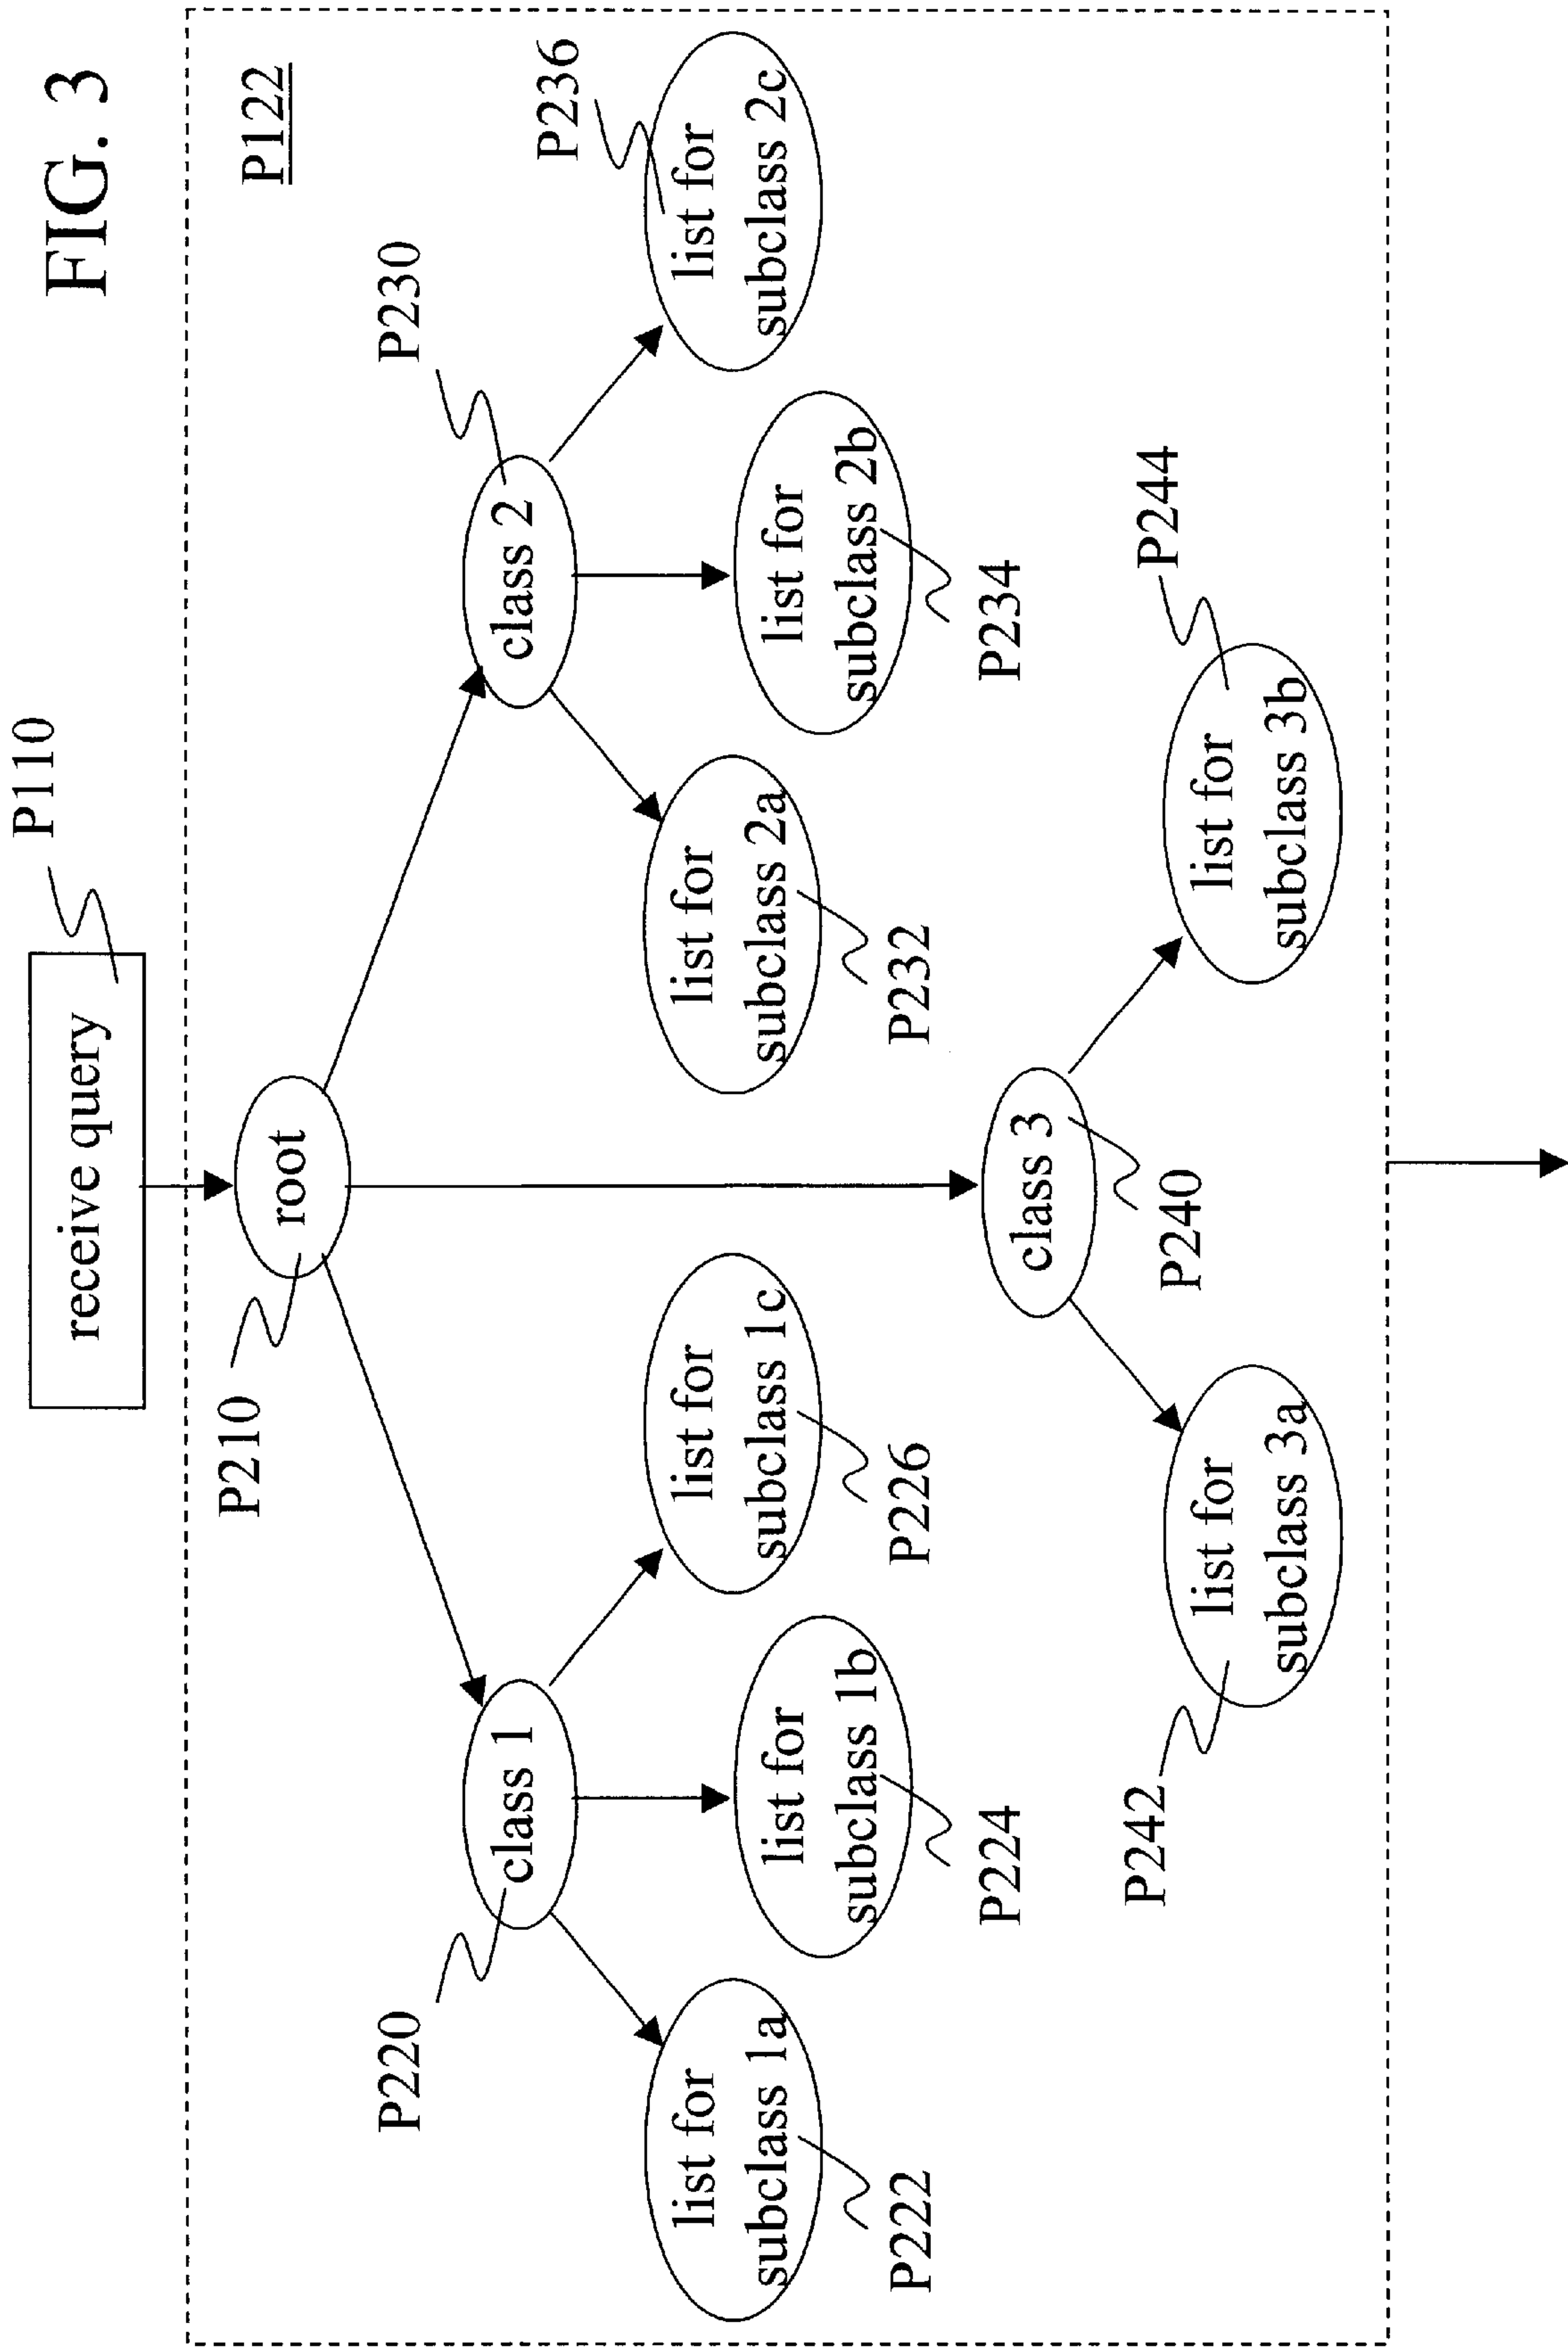 FIG. 3
P110
receive query
P122
P210
root
P220
class 1
P230
class 2
P236
list for
subclass 1a
P222
list for
subclass 1b
P224
list for
subclass 1c
P226
list for
subclass 2a
P232
list for
subclass 2b
P234
list for
subclass 2c
class 3
P240
P242
list for
subclass 3a
P244
list for
subclass 3b